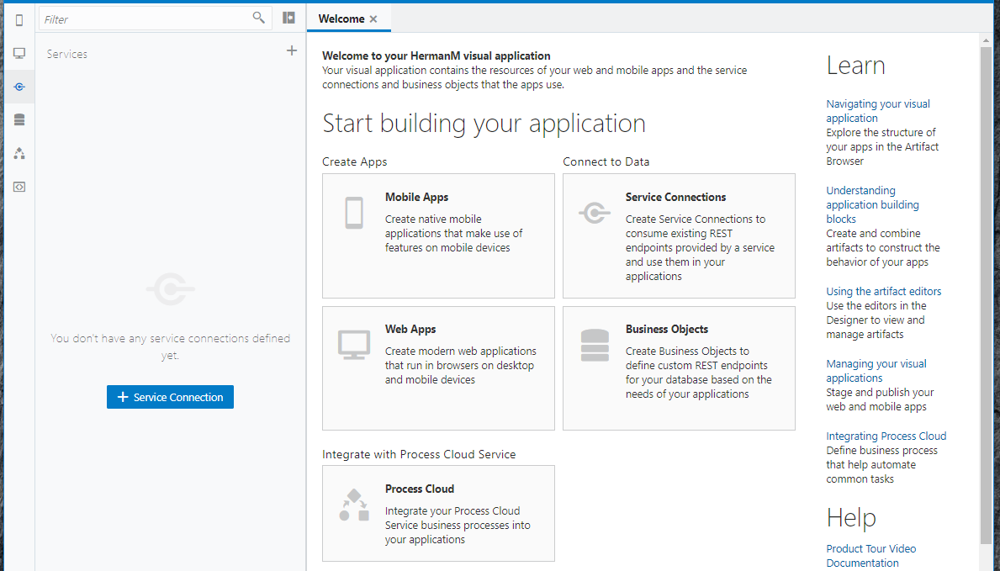 Filter
Services
You don't have any service connections defined
yet.
Service Connection
Welcome
Welcome to your HermanM visual application
Your visual application contains the resources of your web and mobile apps and the service
connections and business objects that the apps use.
Start building your application
Create Apps
Mobile Apps
Create native mobile
applications that make use of
features on mobile devices
Connect to Data
Service Connections
Create Service Connections to
consume existing REST
endpoints provided by a service
and use them in your
applications
Web Apps
Create modern web applications
that run in browsers on desktop
and mobile devices
Business Objects
Create Business Objects to
define custom REST endpoints
for your database based on the
needs of your applications
Integrate with Process Cloud Service
Process Cloud
Integrate your Process Cloud
Service business processes into
your applications
Learn
Navigating your visual
application
Explore the structure of
your apps in the Artifact
Browser
Understanding
application building
blocks
Create and combine
artifacts to construct the
behavior of your apps
Using the artifact editors
Use the editors in the
Designer to view and
manage artifacts
Managing your visual
applications
Stage and publish your
web and mobile apps
Integrating Process Cloud
Define business process
that help automate
common tasks
Help
Product Tour Video
Documentation